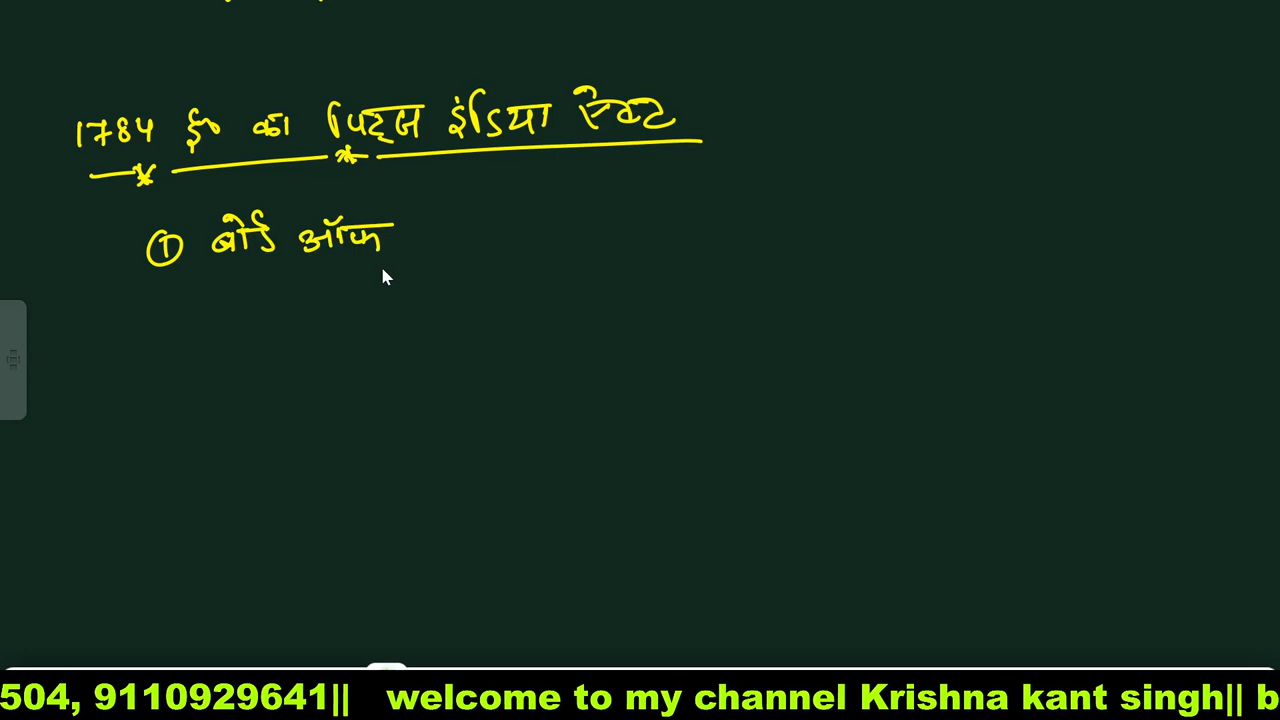 1784 ई० का पिट्स इंडिया ऐक्ट
① बोर्ड ऑफ
504, 9110929641|| welcome to my channel Krishna kant singh|| b